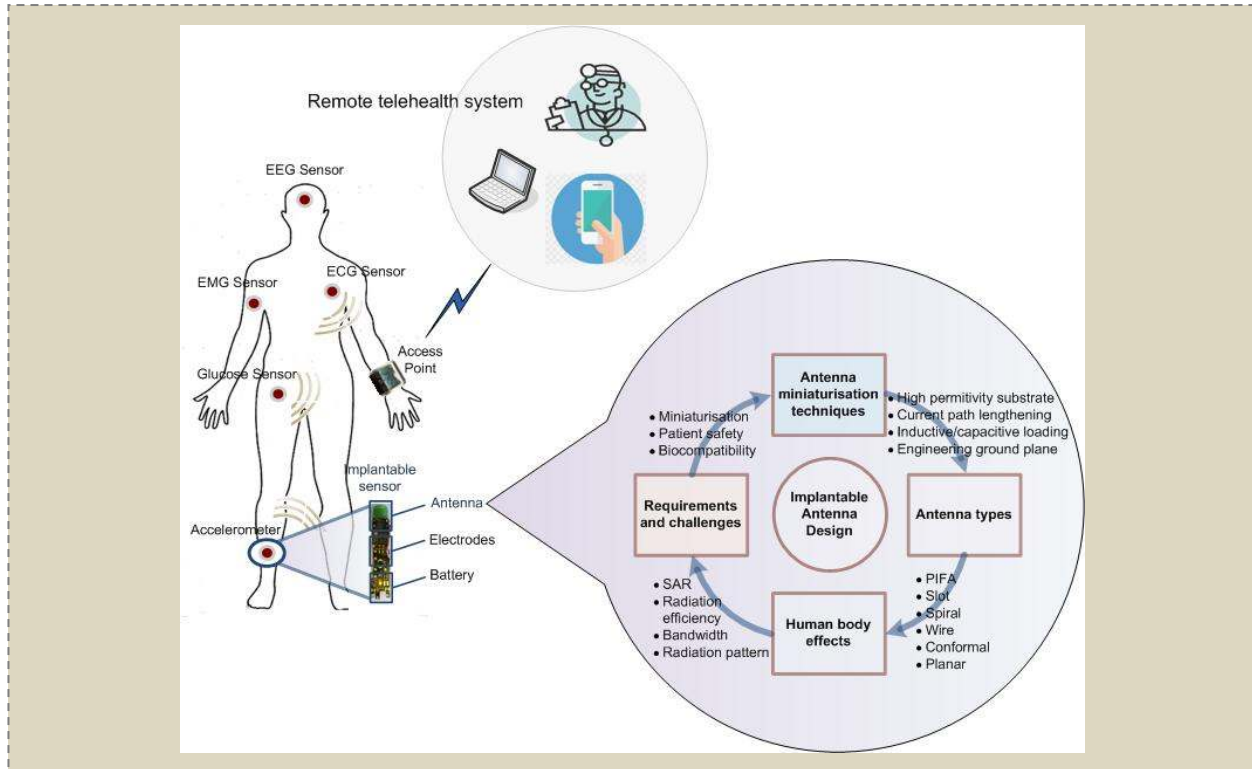 Remote telehealth system
EEG Sensor
EMG Sensor
ECG Sensor
Access
Point
Glucose Sensor
Implantable
sensor
Antenna
Accelerometer
Electrodes
Battery
Antenna
miniaturisation
techniques
• Miniaturisation
• Patient safety
• Biocompatibility
• High permitivity substrate
• Current path lengthening
• Inductive/capacitive loading
• Engineering ground plane
Requirements
and challenges
Implantable
Antenna
Design
Antenna types
• SAR
• Radiation
efficiency
• Bandwidth
• Radiation pattern
Human body
effects
• PIFA
• Slot
• Spiral
• Wire
• Conformal
• Planar